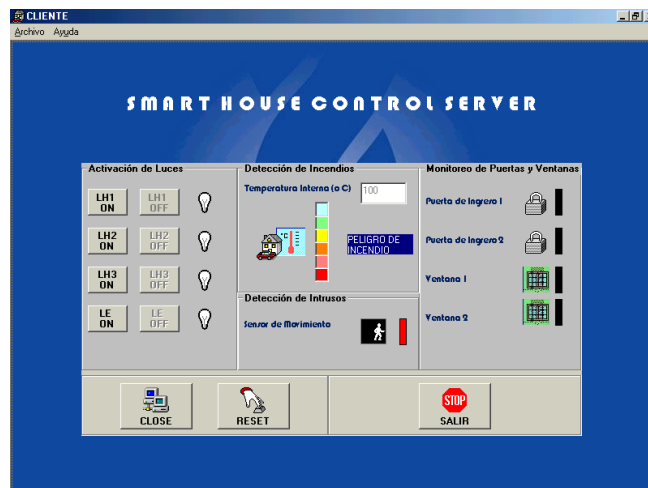 CLIENTE
Archivo Ayuda
SMART HOUSE CONTROL SERVER
Activación de Luces
LH1 ON
LH1 OFF
LH2 ON
LH2 OFF
LH3 ON
LH3 OFF
LE ON
LE OFF
Detección de Incendios
Temperatura Interna (o C)
100
°C
PELIGRO DE
INCENDIO
Detección de Intrusos
Sensor de Movimiento
Monitoreo de Puertas y Ventanas
Puerta de Ingreso 1
Puerta de Ingreso 2
Ventana 1
Ventana 2
CLOSE
RESET
STOP
SALIR